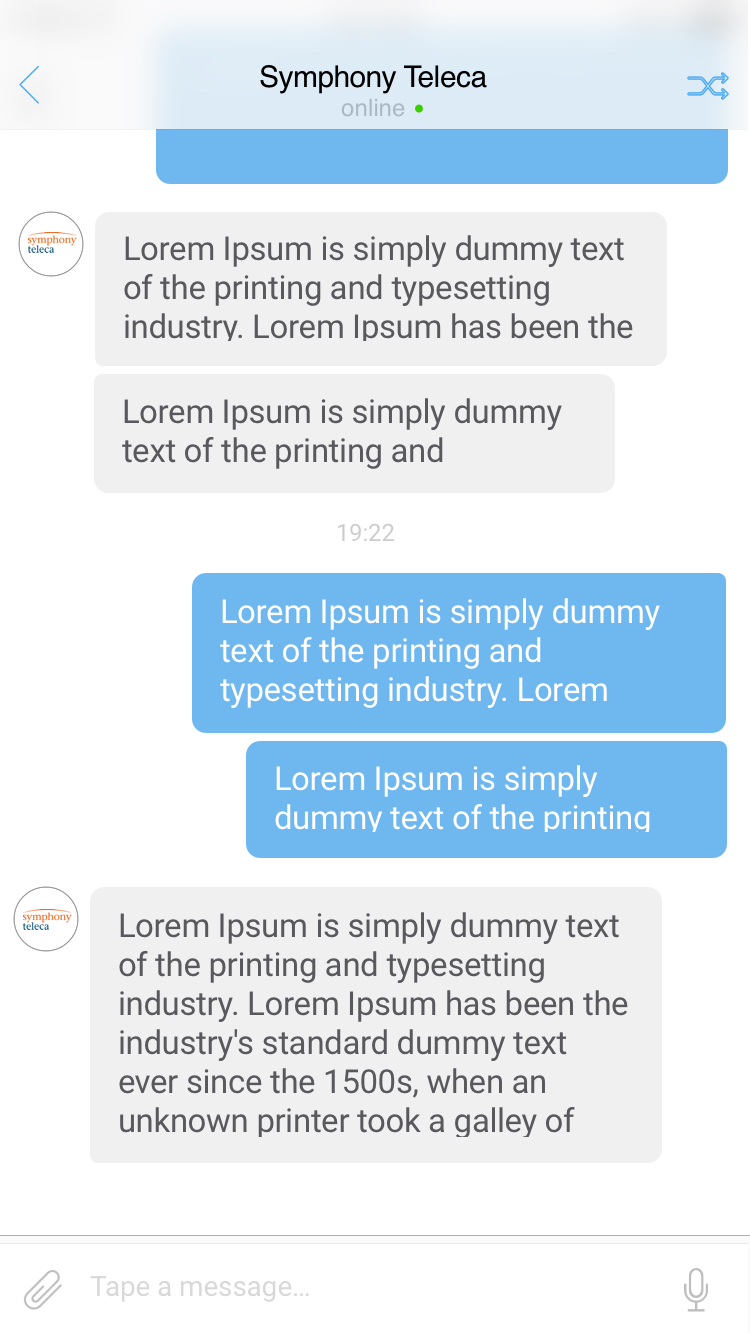 Symphony Teleca
online
symphony
teleca
Lorem Ipsum is simply dummy text
of the printing and typesetting
industry. Lorem Ipsum has been the
Lorem Ipsum is simply dummy
text of the printing and
19:22
Lorem Ipsum is simply dummy
text of the printing and
typesetting industry. Lorem
Lorem Ipsum is simply
dummy text of the printing
symphony
teleca
Lorem Ipsum is simply dummy text
of the printing and typesetting
industry. Lorem Ipsum has been the
industry's standard dummy text
ever since the 1500s, when an
unknown printer took a galley of
Tape a message...